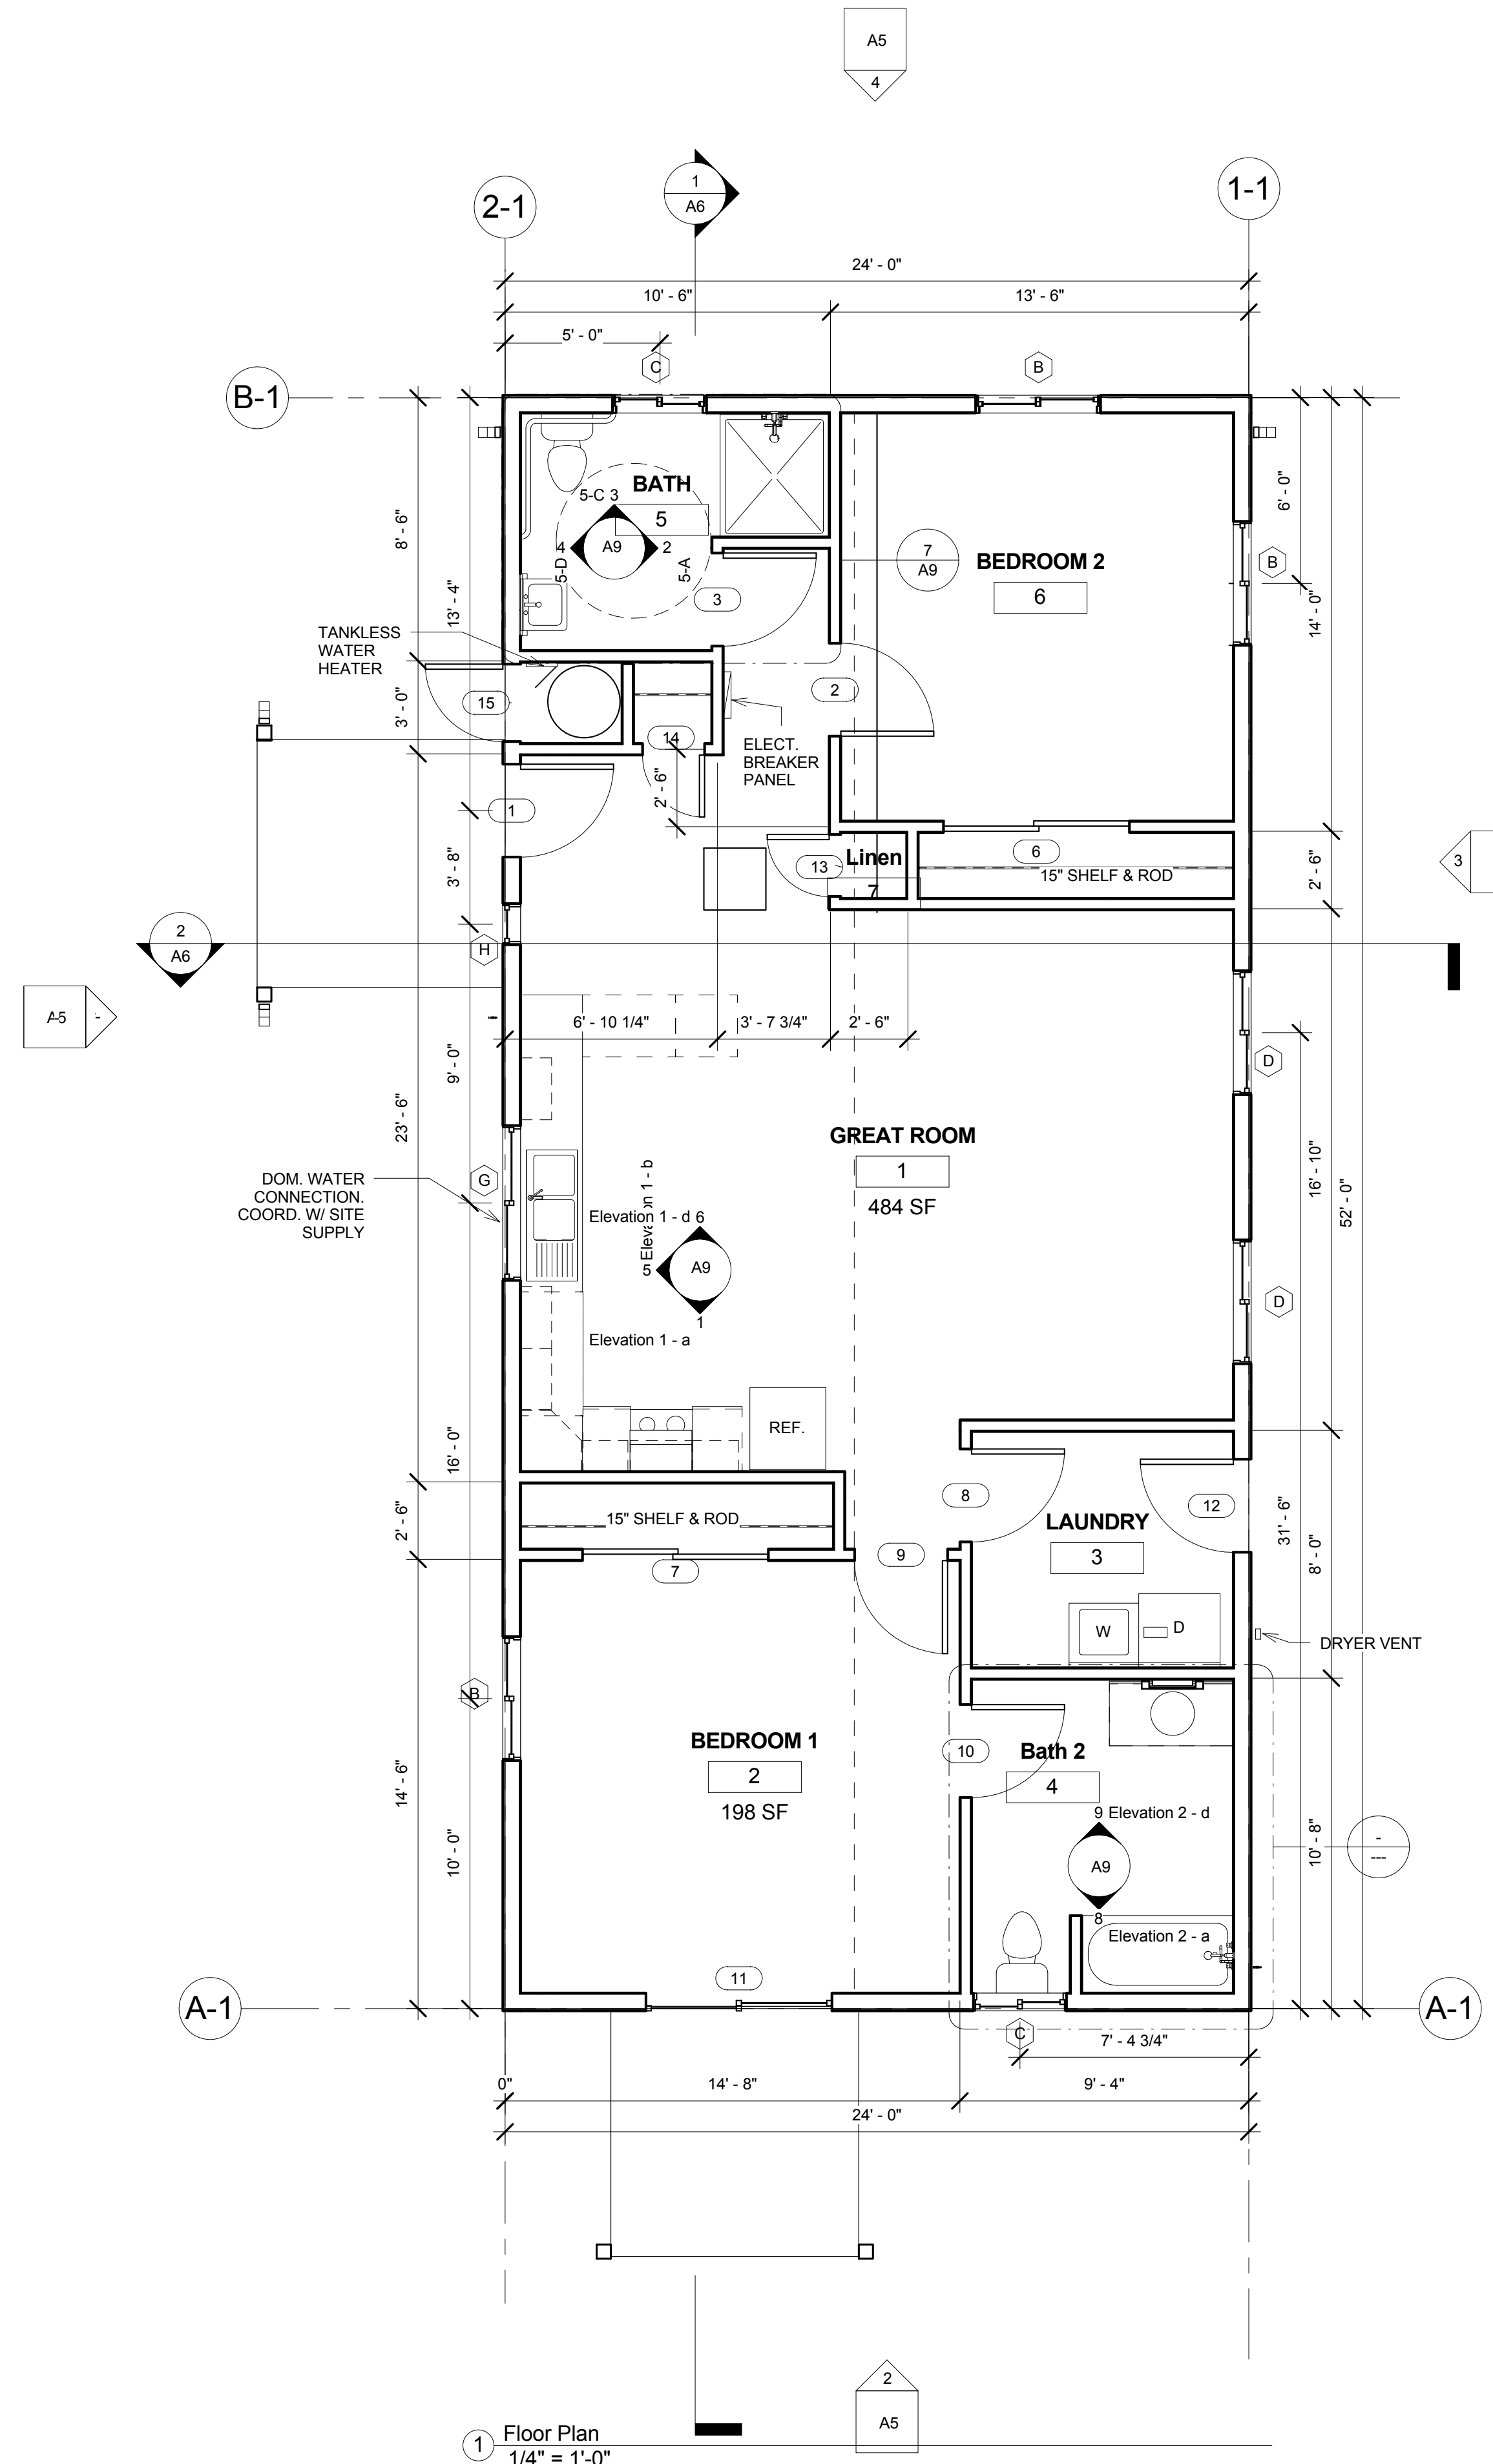 A5
4
1
A6
2-1
1-1
24' - 0"
10' - 6"
13' - 6"
5' - 0"
C
B
B-1
BATH
5-C 3
5
4
A9
2
5-D
5-A
3
7
A9
BEDROOM 2
6
B
6' - 0"
14' - 0"
8' - 6"
13' - 4"
TANKLESS
WATER
HEATER
3' - 0"
15
14
2
ELECT.
BREAKER
PANEL
2' - 6"
1
13
Linen
7
6
15" SHELF & ROD
2' - 6"
3
3' - 8"
2
A6
H
A-5
-
6' - 10 1/4"
3' - 7 3/4"
2' - 6"
9' - 0"
D
23' - 6"
GREAT ROOM
1
484 SF
16' - 10"
52' - 0"
DOM. WATER
CONNECTION.
COORD. W/ SITE
SUPPLY
G
Elevation 1 - b
Elevation 1 - d 6
5
A9
1
Elevation 1 - a
D
REF.
16' - 0"
2' - 6"
15" SHELF & ROD
7
8
9
12
LAUNDRY
3
31' - 6"
8' - 0"
W
D
DRYER VENT
B
BEDROOM 1
2
198 SF
10
Bath 2
4
14' - 6"
10' - 0"
9 Elevation 2 - d
A9
8
Elevation 2 - a
10' - 8"
-
---
11
A-1
A-1
C
7' - 4 3/4"
0"
14' - 8"
9' - 4"
24' - 0"
2
A5
1
Floor Plan
1/4" = 1'-0"